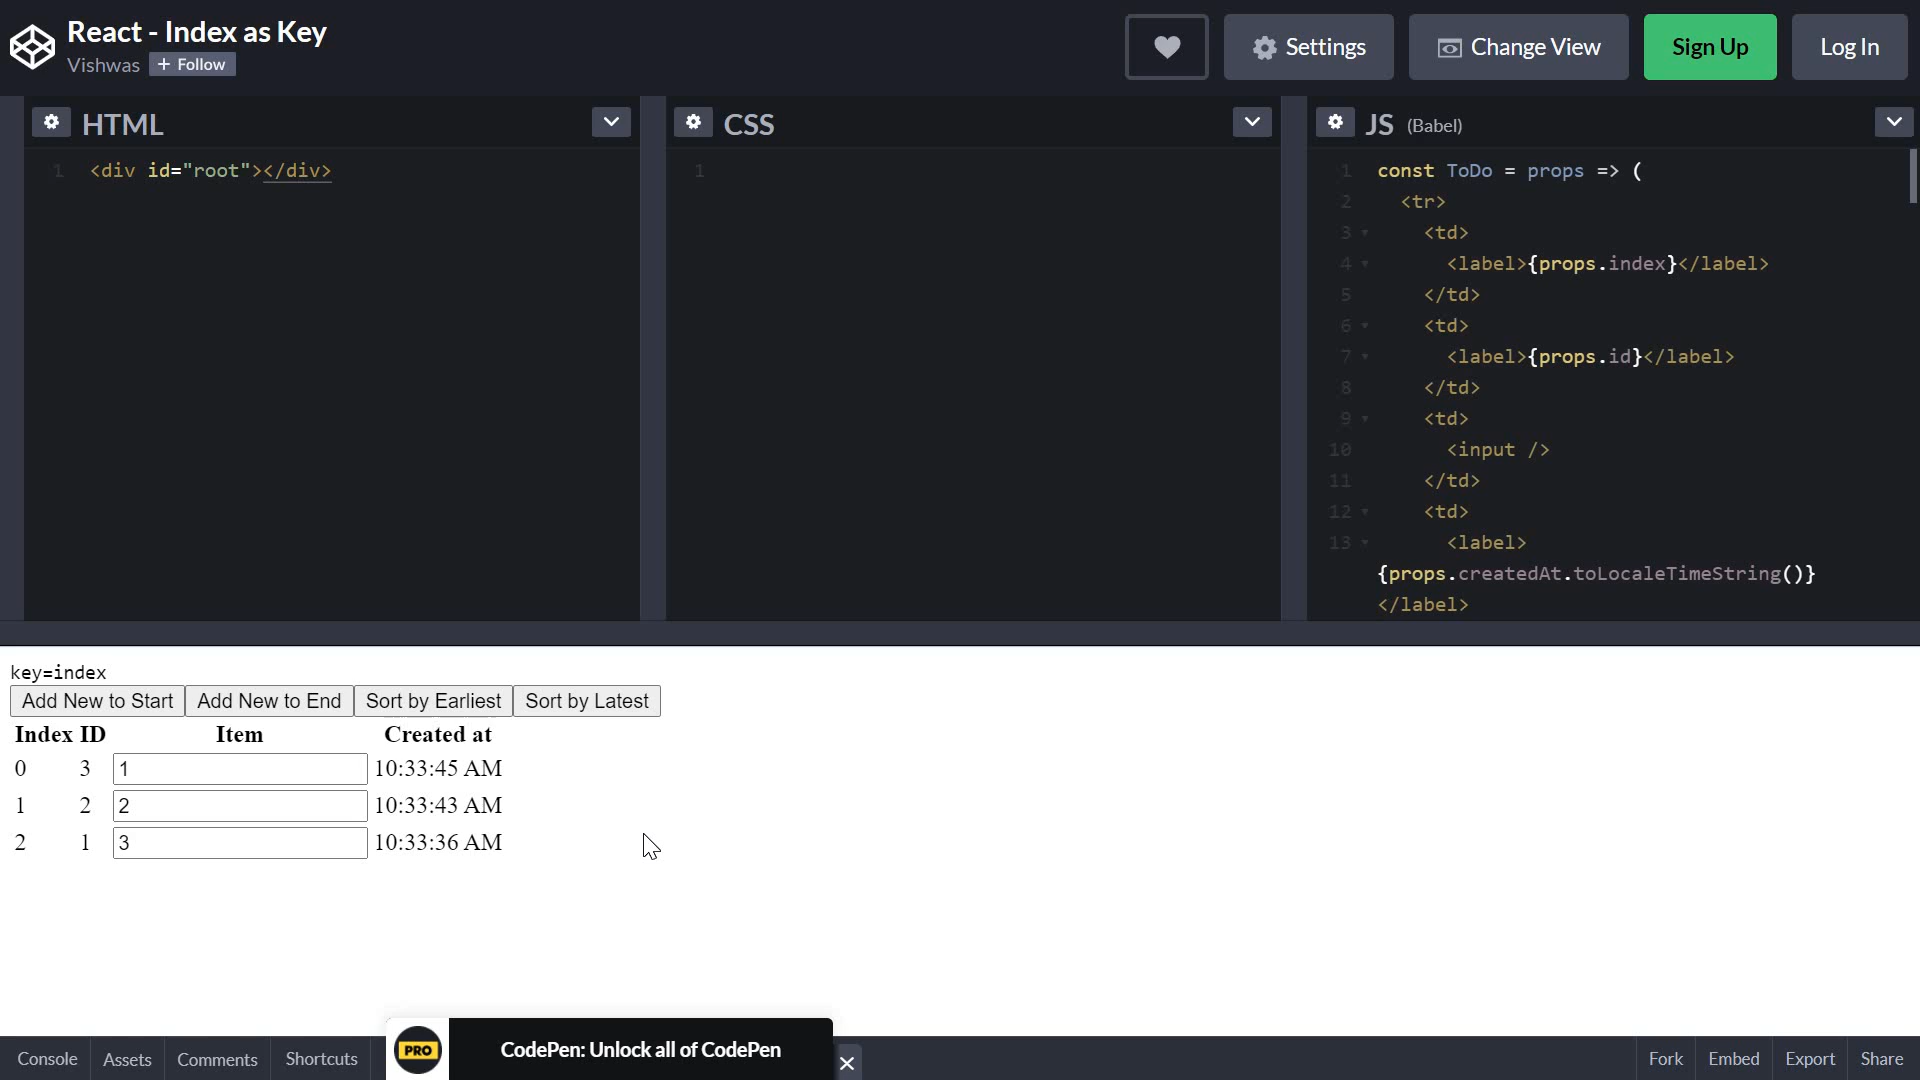 React - Index as Key
Vishwas + Follow
Settings
Change View
Sign Up
Log In
HTML
1 <div id="root"></div>
CSS
1
JS (Babel)
1 const ToDo = props => (
2 <tr>
3 <td>
4 <label>{props.index}</label>
5 </td>
6 <td>
7 <label>{props.id}</label>
8 </td>
9 <td>
10 <input />
11 </td>
12 <td>
13 <label>
{props.createdAt.toLocaleTimeString()}
</label>
key=index
Add New to Start Add New to End Sort by Earliest Sort by Latest
Index ID Item Created at
0 3 1 10:33:45 AM
1 2 2 10:33:43 AM
2 1 3 10:33:36 AM
Console Assets Comments Shortcuts
PRO CodePen: Unlock all of CodePen
Fork Embed Export Share